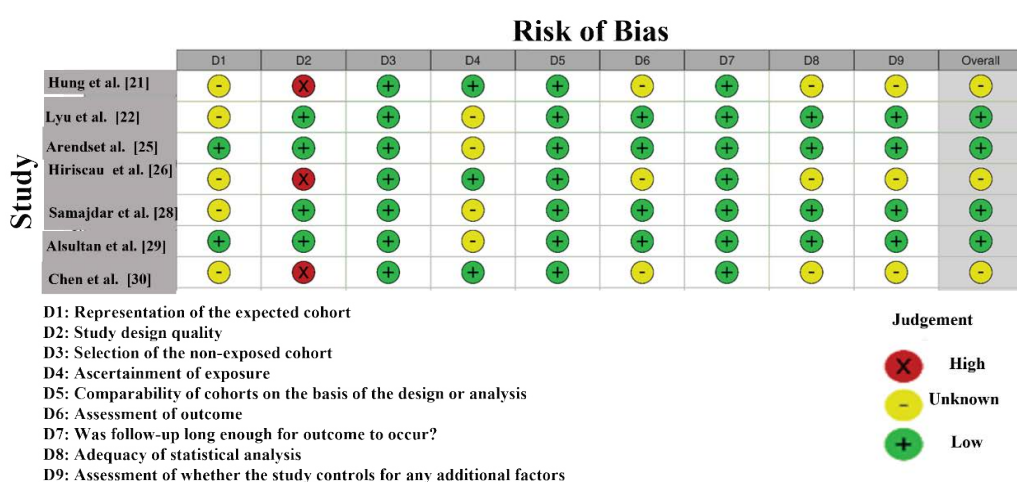 Risk of Bias
D1 D2 D3 D4 D5 D6 D7 D8 D9 Overall
Study
Hung et al. [21] - X + + + - + - - -
Lyu et al. [22] - + + - + + + + + +
Arendset al. [25] + + + - + + + + + +
Hiriscau et al. [26] - X + + + - + - - -
Samajdar et al. [28] - + + - + + + + + +
Alsultan et al. [29] + + + - + + + + + +
Chen et al. [30] - X + + + - + - - -
D1: Representation of the expected cohort
D2: Study design quality
D3: Selection of the non-exposed cohort
D4: Ascertainment of exposure
D5: Comparability of cohorts on the basis of the design or analysis
D6: Assessment of outcome
D7: Was follow-up long enough for outcome to occur?
D8: Adequacy of statistical analysis
D9: Assessment of whether the study controls for any additional factors
Judgement
X High
- Unknown
+ Low